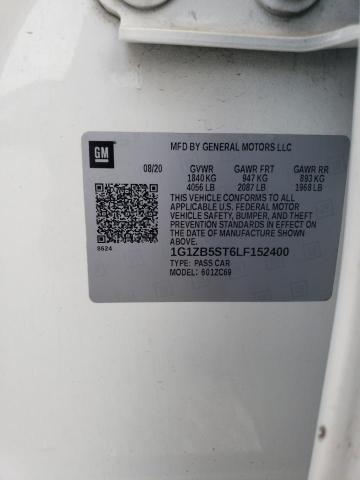 GM
MFD BY GENERAL MOTORS LLC
08/20 GVWR GAWR FRT GAWR RR
1840 KG 947 KG 893 KG
4056 LB 2087 LB 1968 LB
THIS VEHICLE CONFORMS TO ALL
APPLICABLE U.S. FEDERAL MOTOR
VEHICLE SAFETY, BUMPER, AND THEFT
PREVENTION STANDARDS IN EFFECT ON
THE DATE OF MANUFACTURE SHOWN
ABOVE.
1G1ZB5ST6LF152400
8624
TYPE: PASS CAR
MODEL: 601ZC69